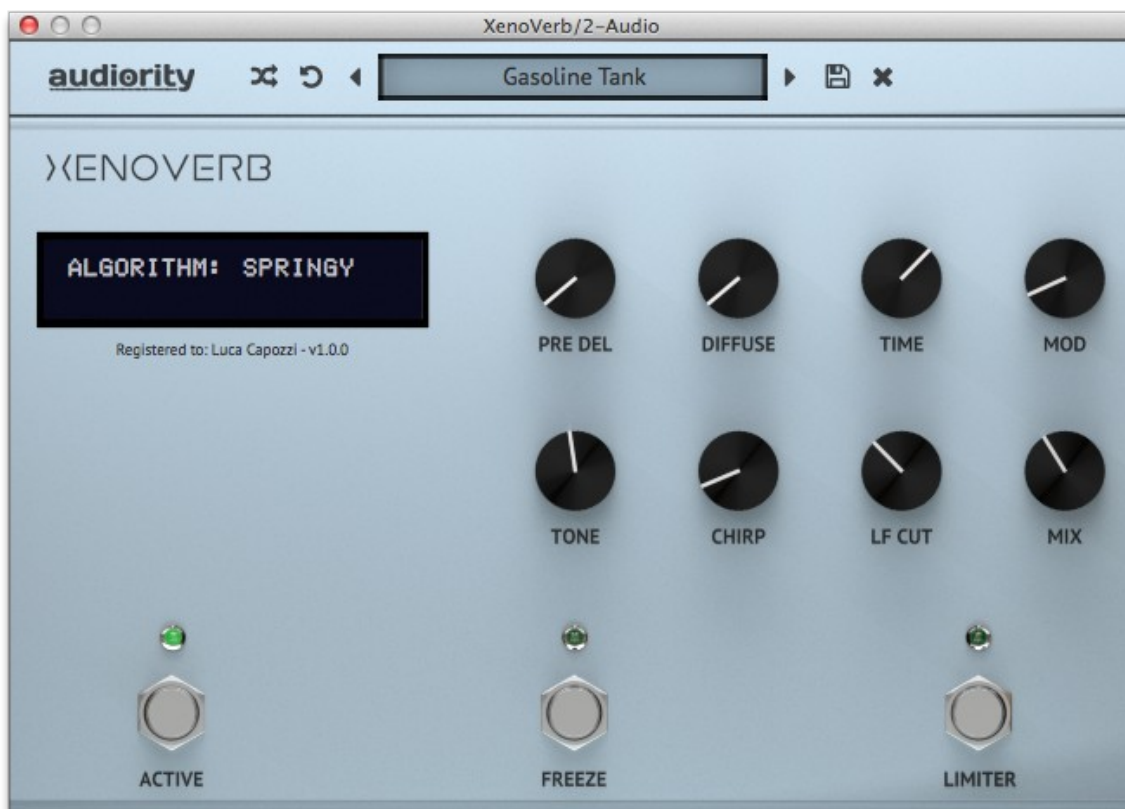 XenoVerb/2-Audio
audiority
Gasoline Tank
XENOVERB
ALGORITHM: SPRINGY
Registered to: Luca Capozzi - v1.0.0
PRE DEL DIFFUSE TIME MOD
TONE CHIRP LF CUT MIX
ACTIVE FREEZE LIMITER